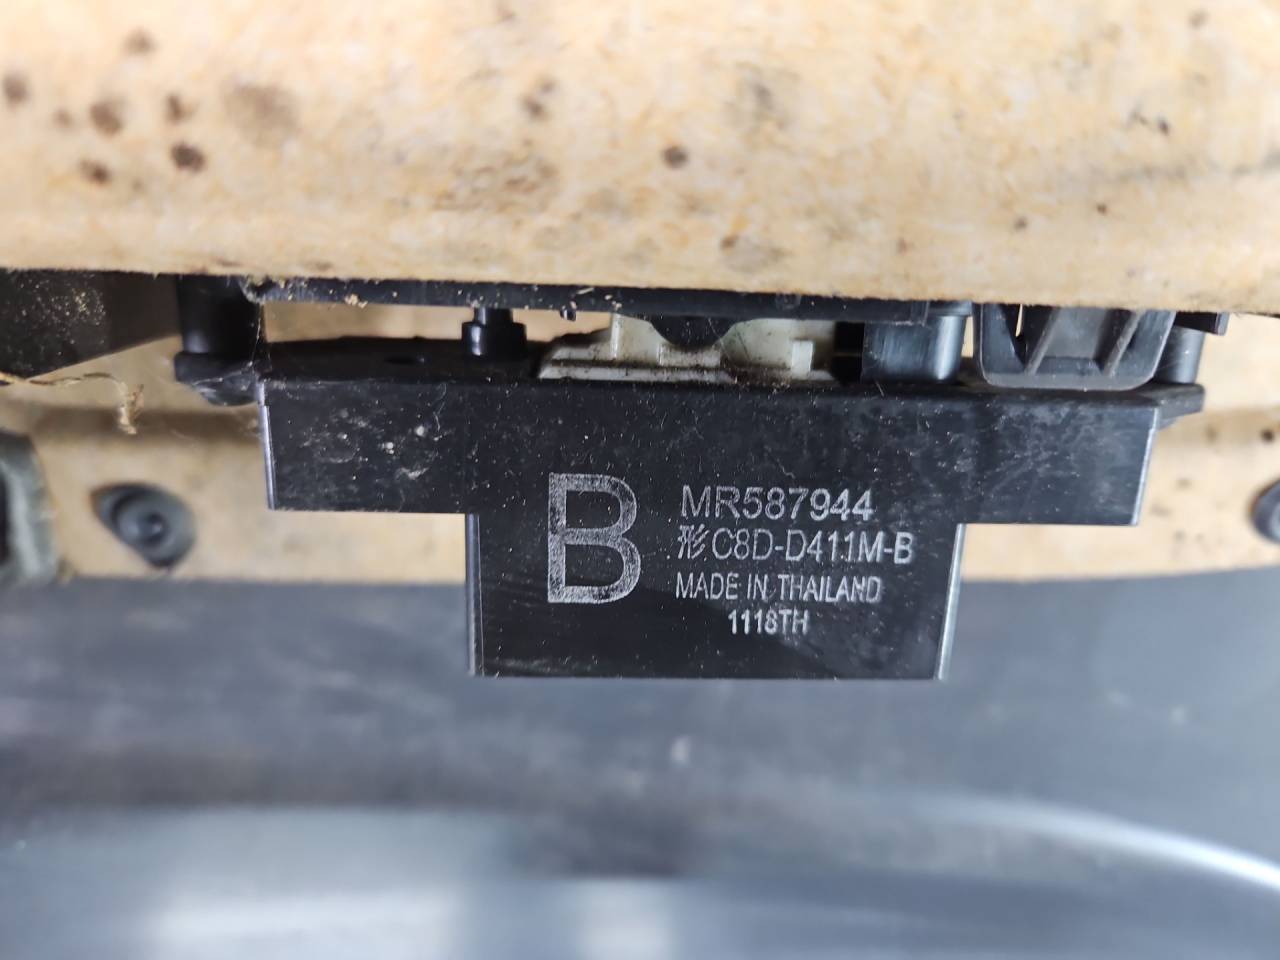 B
MR587944
形C8D-D411M-B
MADE IN THAILAND
1118TH